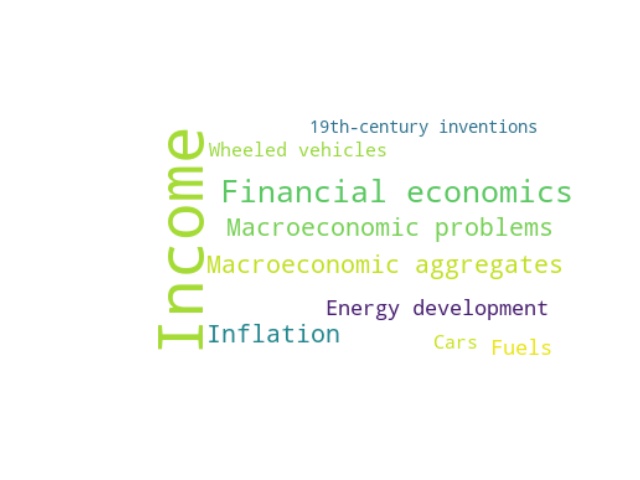 Income
19th-century inventions
Wheeled vehicles
Financial economics
Macroeconomic problems
Macroeconomic aggregates
Energy development
Inflation
Cars
Fuels